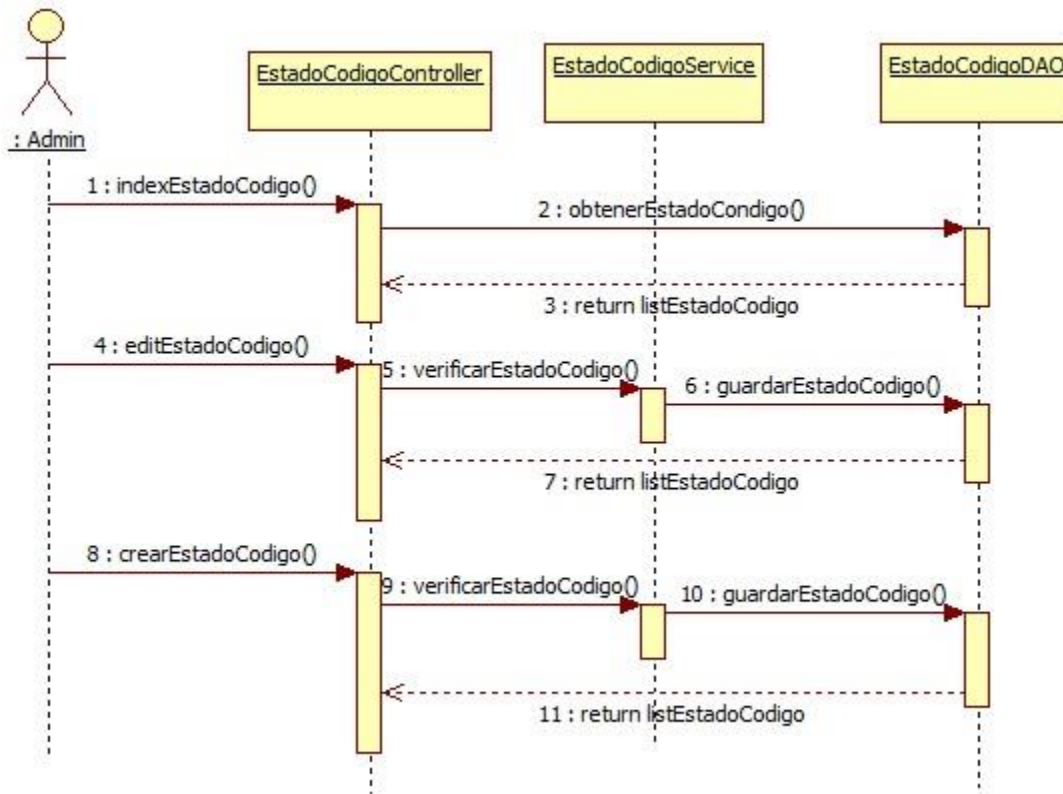 EstadoCodigoController
EstadoCodigoService
EstadoCodigoDAO
: Admin
1 : indexEstadoCodigo()
2 : obtenerEstadoCondigo()
3 : return listEstadoCodigo
4 : editEstadoCodigo()
5 : verificarEstadoCodigo()
6 : guardarEstadoCodigo()
7 : return listEstadoCodigo
8 : crearEstadoCodigo()
9 : verificarEstadoCodigo()
10 : guardarEstadoCodigo()
11 : return listEstadoCodigo